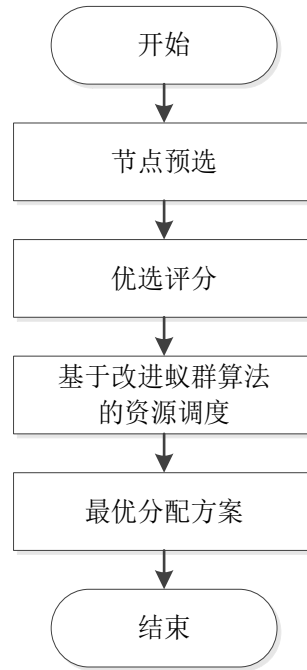 开始
节点预选
优选评分
基于改进蚁群算法
的资源调度
最优分配方案
结束